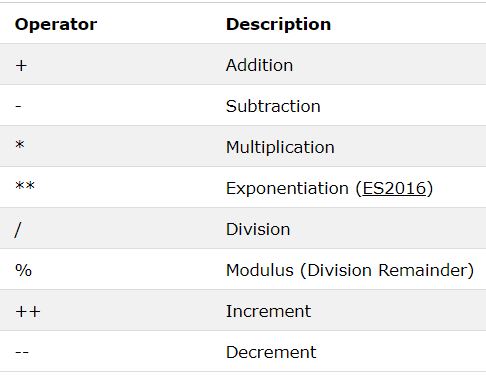 Operator Description
+ Addition
- Subtraction
* Multiplication
** Exponentiation (ES2016)
/ Division
% Modulus (Division Remainder)
++ Increment
-- Decrement